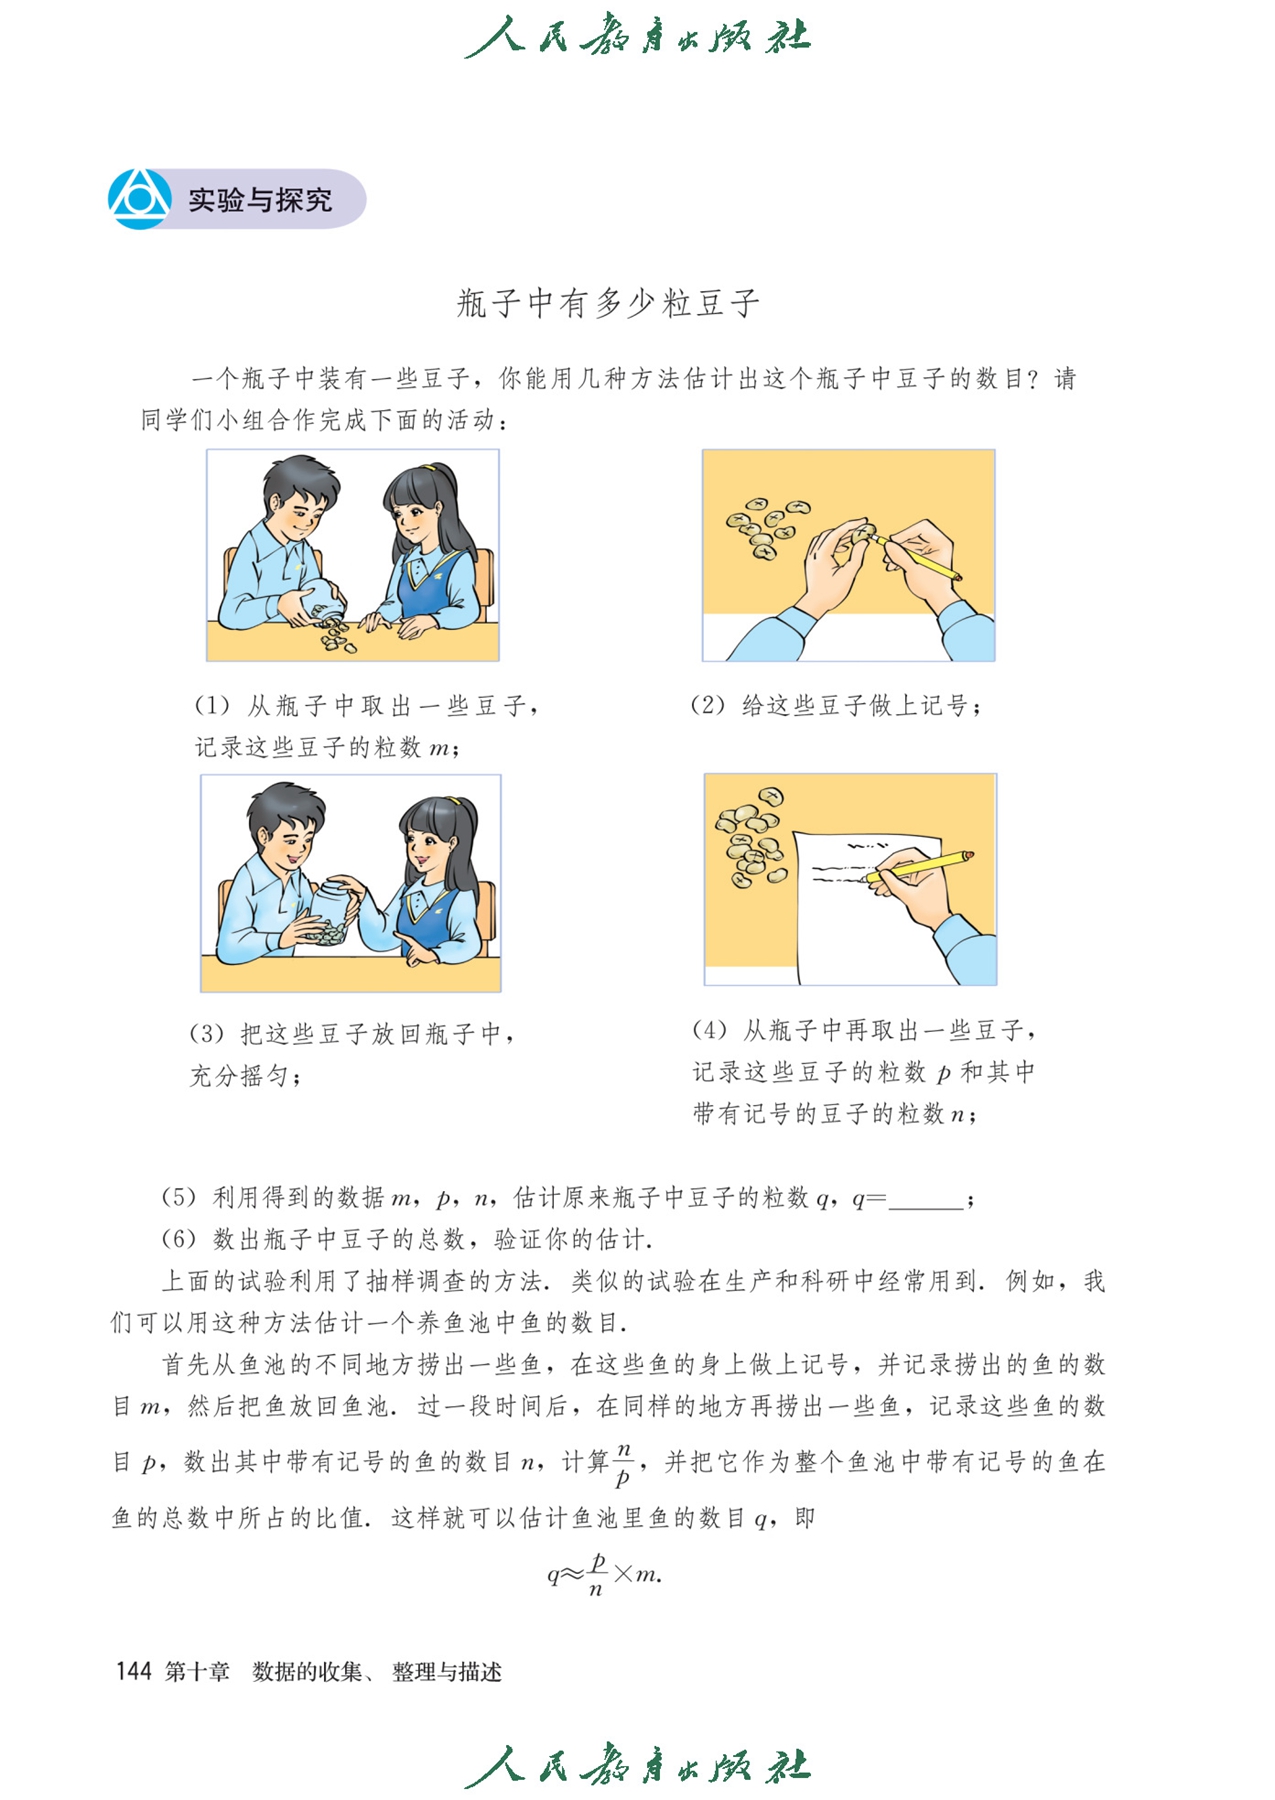 人民教育出版社
实验与探究
瓶子中有多少粒豆子
一个瓶子中装有一些豆子，你能用几种方法估计出这个瓶子中豆子的数目？请
同学们小组合作完成下面的活动：
（1）从瓶子中取出一些豆子，
记录这些豆子的粒数 m；
（2）给这些豆子做上记号；
（3）把这些豆子放回瓶子中，
充分摇匀；
（4）从瓶子中再取出一些豆子，
记录这些豆子的粒数 p 和其中
带有记号的豆子的粒数 n；
（5）利用得到的数据 m，p，n，估计原来瓶子中豆子的粒数 q，q=______；
（6）数出瓶子中豆子的总数，验证你的估计．
上面的试验利用了抽样调查的方法．类似的试验在生产和科研中经常用到．例如，我
们可以用这种方法估计一个养鱼池中鱼的数目．
首先从鱼池的不同地方捞出一些鱼，在这些鱼的身上做上记号，并记录捞出的鱼的数
目 m，然后把鱼放回鱼池．过一段时间后，在同样的地方再捞出一些鱼，记录这些鱼的数
目 p，数出其中带有记号的鱼的数目 n，计算 n/p，并把它作为整个鱼池中带有记号的鱼在
鱼的总数中所占的比值．这样就可以估计鱼池里鱼的数目 q，即
q≈p/n×m.
144 第十章 数据的收集、整理与描述
人民教育出版社